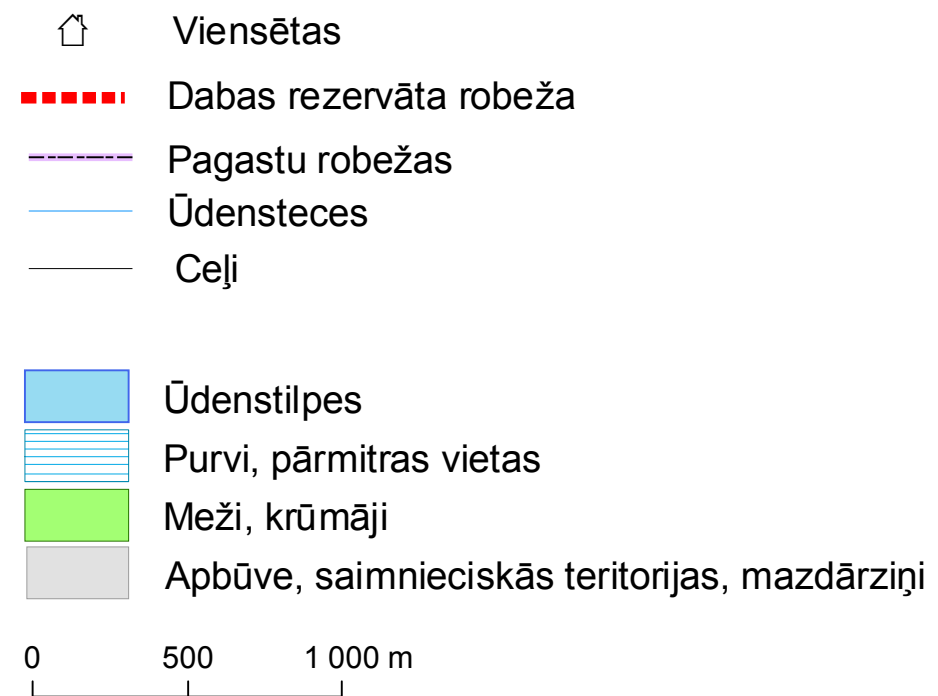 Viensētas
Dabas rezervāta robeža
Pagastu robežas
Ūdensteces
Ceļi
Ūdenstilpes
Purvi, pārmitras vietas
Meži, krūmāji
Apbūve, saimnieciskās teritorijas, mazdārziņi
0 500 1 000 m